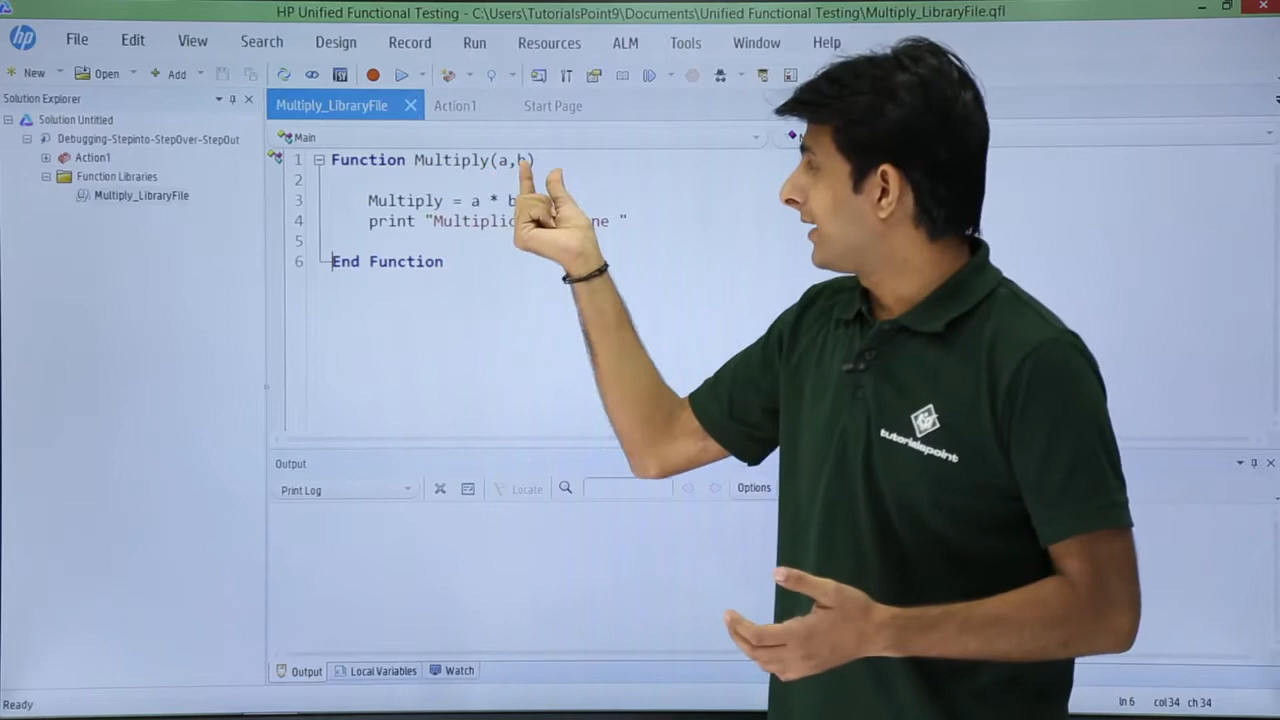 HP Unified Functional Testing - C:\Users\TutorialsPoint9\Documents\Unified Functional Testing\Multiply_LibraryFile.qfl
hp File Edit View Search Design Record Run Resources ALM Tools Window Help
New Open Add
Solution Explorer
Solution Untitled
Debugging-Stepinto-StepOver-StepOut
Action1
Function Libraries
Multiply_LibraryFile
Multiply_LibraryFile Action1 Start Page
Main
1 Function Multiply(a,b)
2
3 Multiply = a * b
4 print "Multiplic ne "
5
6 End Function
Output
Print Log Locate Options
Output Local Variables Watch
Ready ln 6 col 34 ch 34
tutorialspoint